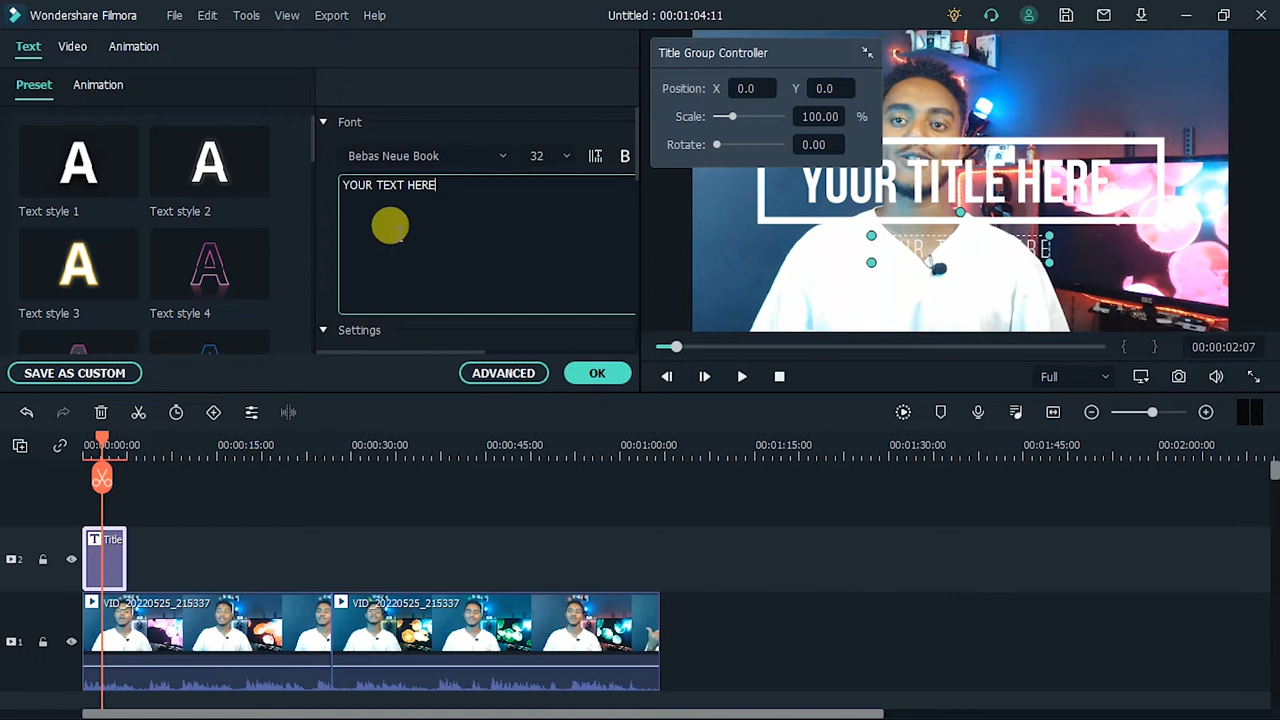 Wondershare Filmora
File Edit Tools View Export Help
Untitled : 00:01:04:11
Text Video Animation
Preset Animation
Text style 1
Text style 2
Text style 3
Text style 4
SAVE AS CUSTOM
Font
Bebas Neue Book 32 B
YOUR TEXT HERE
Settings
ADVANCED
OK
Title Group Controller
Position: X 0.0 Y 0.0
Scale: 100.00 %
Rotate: 0.00
YOUR TITLE HERE
00:00:02:07
Full
00:00:00:00 00:00:15:00 00:00:30:00 00:00:45:00 00:01:00:00 00:01:15:00 00:01:30:00 00:01:45:00 00:02:00:00
2
T Title
VID_20220525_215337 VID_20220525_215337
1